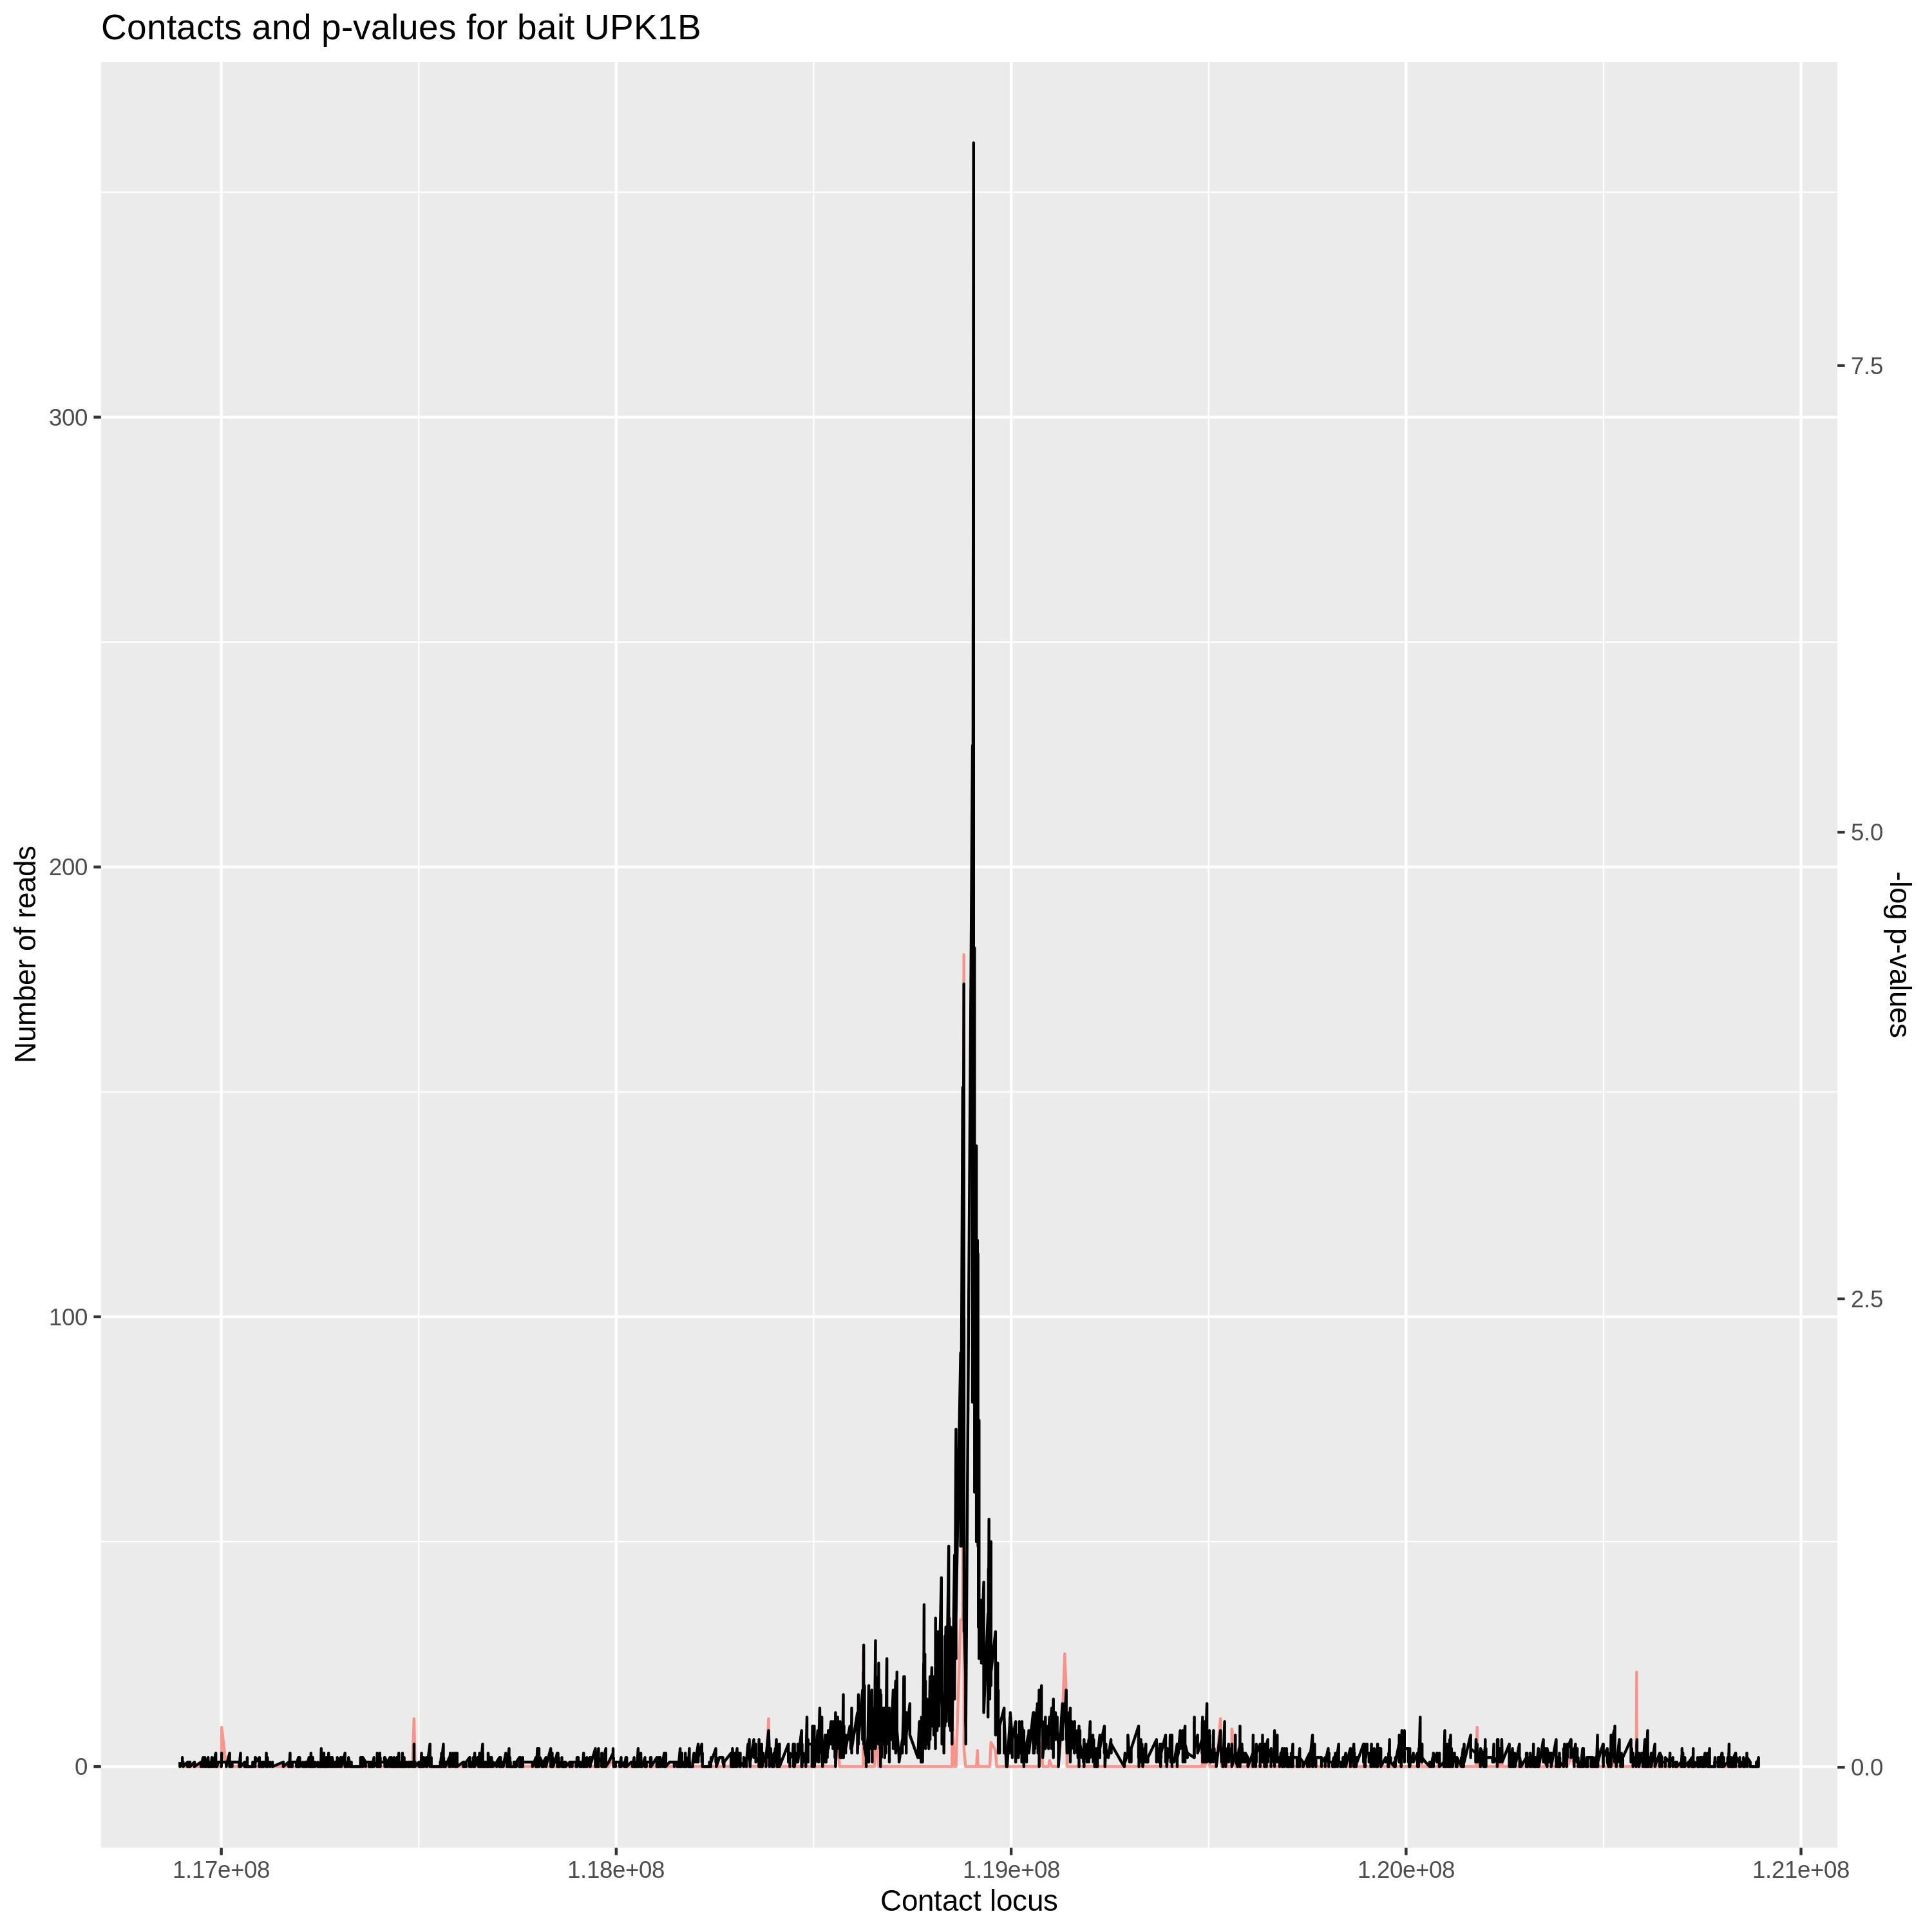 Contacts and p-values for bait UPK1B
300
200
100
0
Number of reads
7.5
5.0
2.5
0.0
-log p-values
1.17e+08 1.18e+08 1.19e+08 1.20e+08 1.21e+08
Contact locus